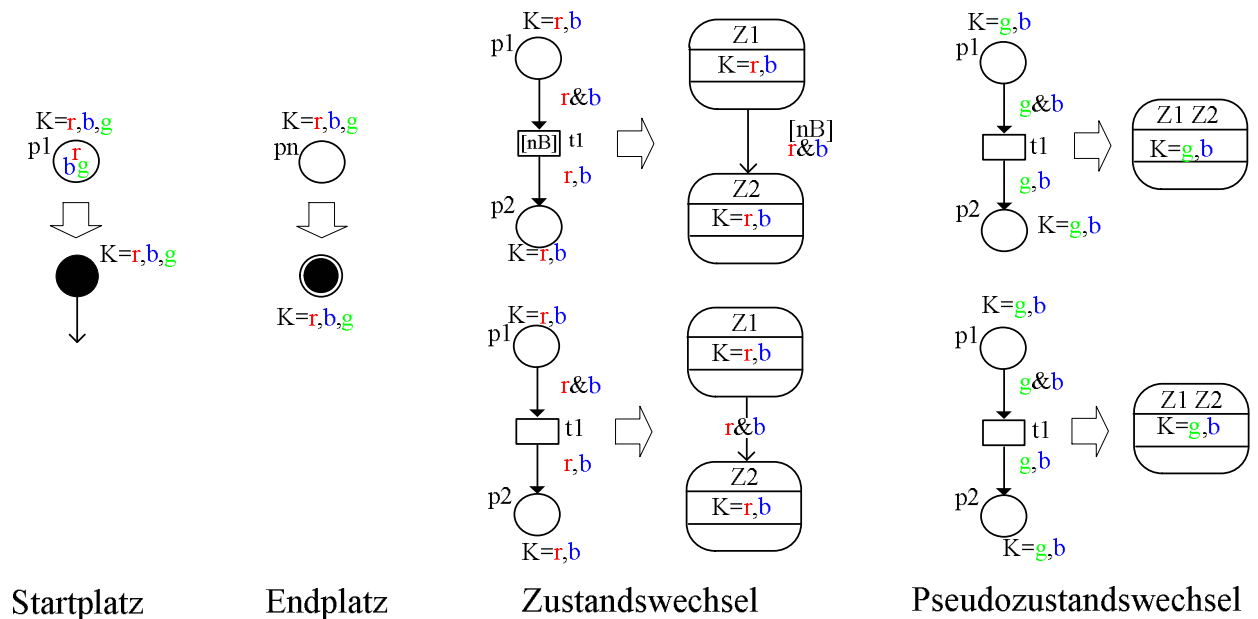 K=r,b,g
p1
r
bg
K=r,b,g
Startplatz
K=r,b,g
pn
K=r,b,g
Endplatz
K=r,b
p1
r&b
[nB] t1
r,b
p2
K=r,b
Z1
K=r,b
[nB]
r&b
Z2
K=r,b
K=r,b
p1
r&b
t1
r,b
p2
K=r,b
Z1
K=r,b
r&b
Z2
K=r,b
Zustandswechsel
K=g,b
p1
g&b
t1
g,b
p2
K=g,b
Z1 Z2
K=g,b
K=g,b
p1
g&b
t1
g,b
p2
K=g,b
Z1 Z2
K=g,b
Pseudozustandswechsel